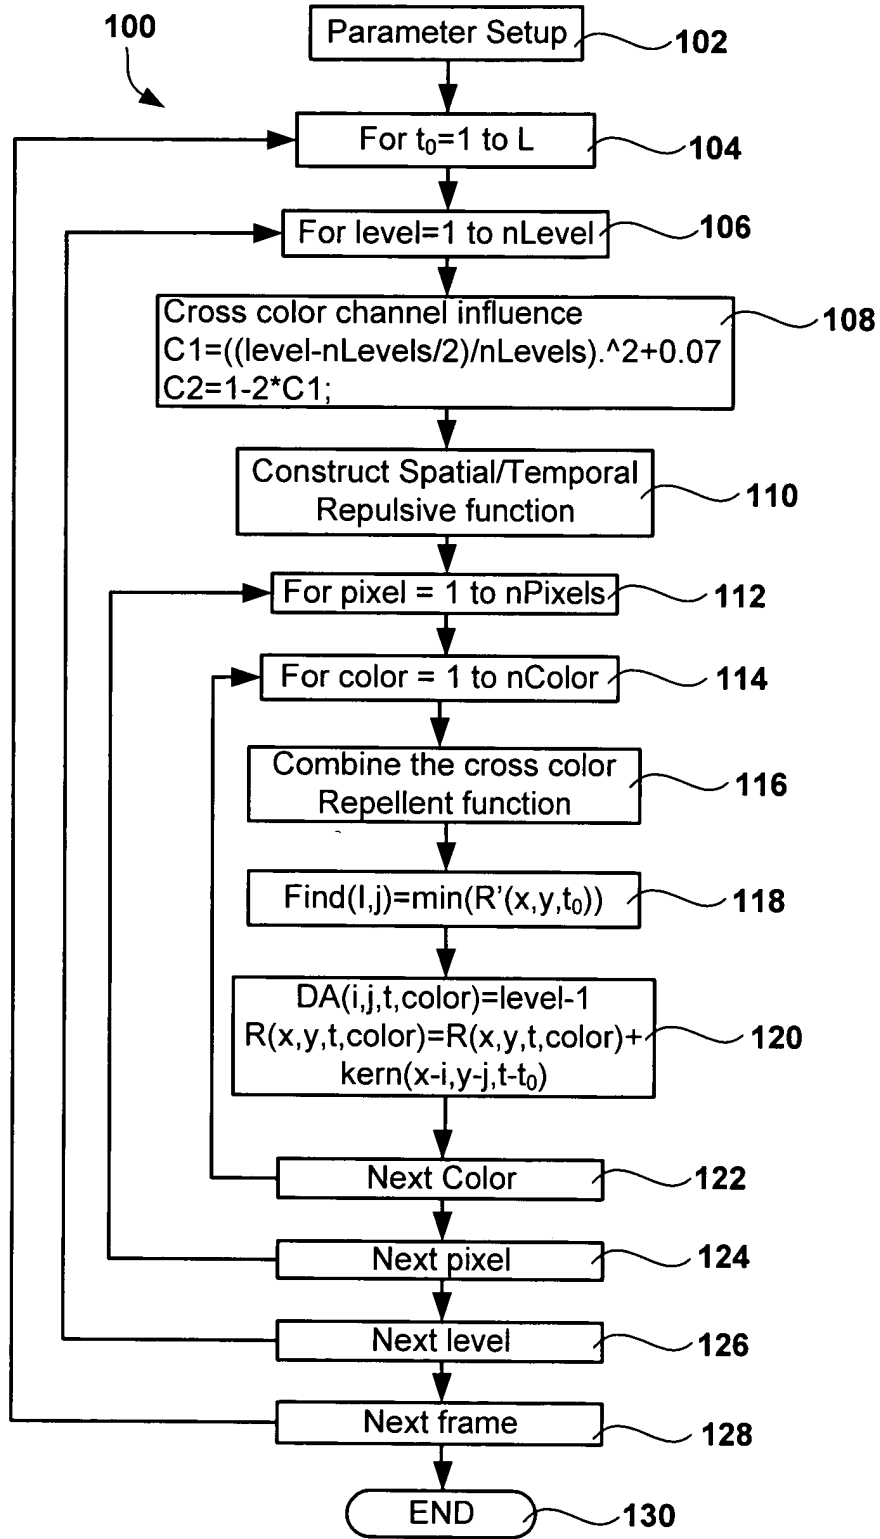 100
Parameter Setup
102
For t₀=1 to L
104
For level=1 to nLevel
106
Cross color channel influence
C1=((level-nLevels/2)/nLevels).^2+0.07
C2=1-2*C1;
108
Construct Spatial/Temporal
Repulsive function
110
For pixel = 1 to nPixels
112
For color = 1 to nColor
114
Combine the cross color
Repellent function
116
Find(I,j)=min(R'(x,y,t₀))
118
DA(i,j,t,color)=level-1
R(x,y,t,color)=R(x,y,t,color)+
kern(x-i,y-j,t-t₀)
120
Next Color
122
Next pixel
124
Next level
126
Next frame
128
END
130